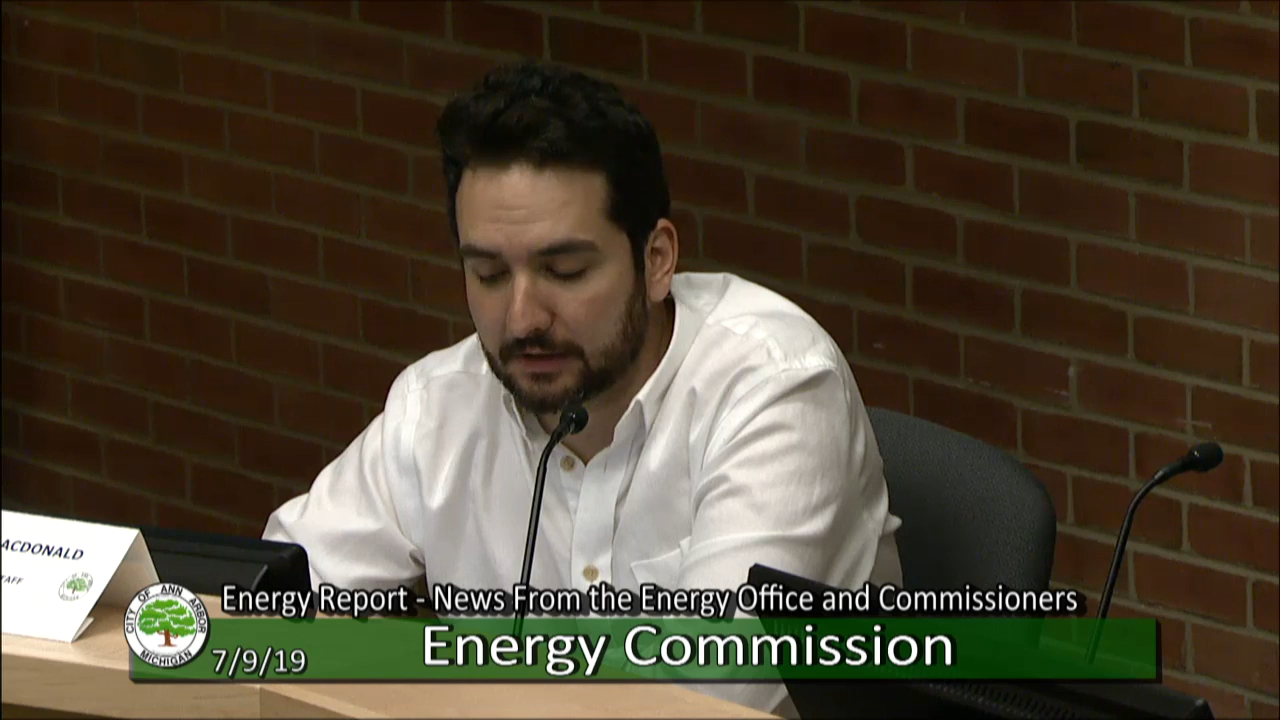 ACDONALD
CITY OF ANN ARBOR
MICHIGAN
Energy Report - News From the Energy Office and Commissioners
7/9/19
Energy Commission